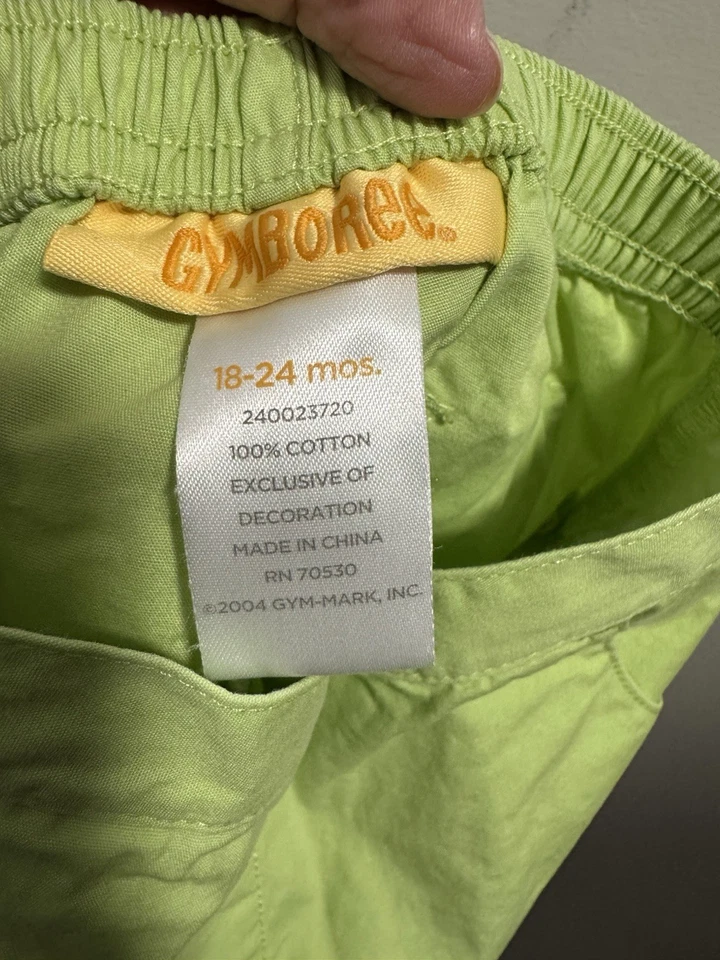 GYMBOREE®
18-24 mos.
240023720
100% COTTON
EXCLUSIVE OF
DECORATION
MADE IN CHINA
RN 70530
©2004 GYM-MARK, INC.